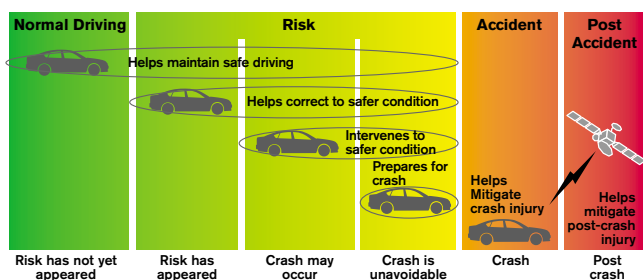 Normal Driving
Risk
Accident
Post
Accident
Helps maintain safe driving
Helps correct to safer condition
Intervenes to
safer condition
Prepares for
crash
Helps
Mitigate
crash injury
Helps
mitigate
post-crash
injury
Risk has not yet
appeared
Risk has
appeared
Crash may
occur
Crash is
unavoidable
Crash
Post
crash